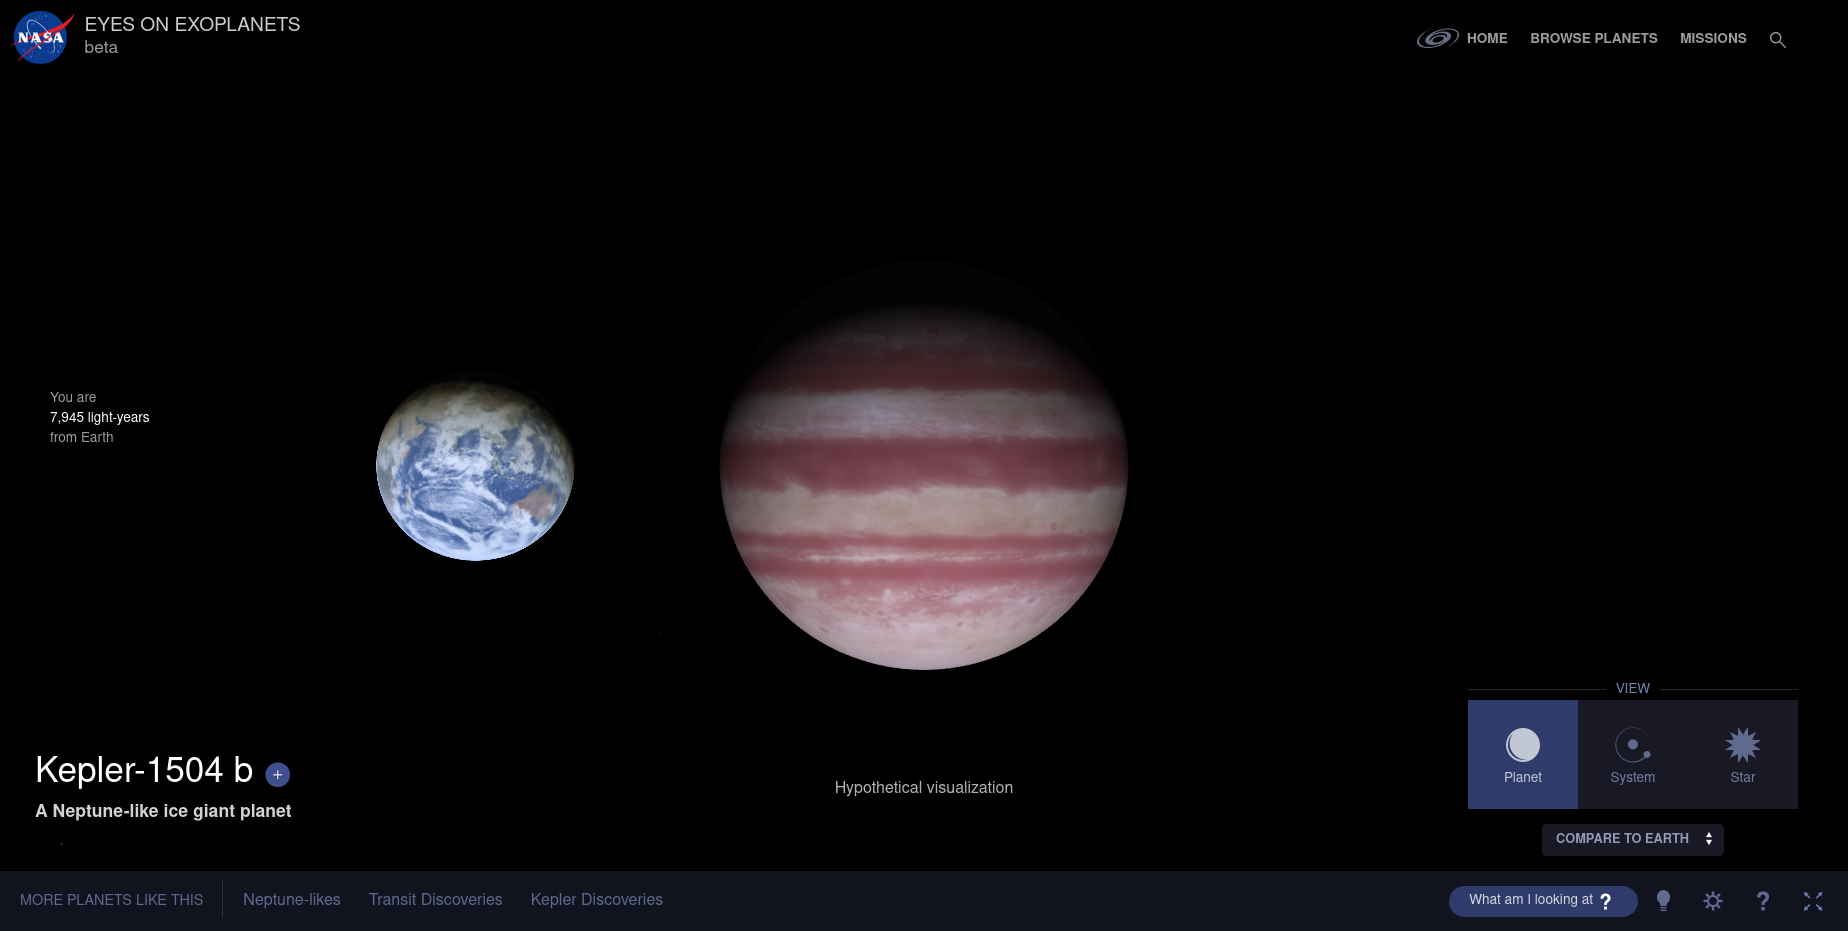 NASA
EYES ON EXOPLANETS
beta
HOME
BROWSE PLANETS
MISSIONS
You are
7,945 light-years
from Earth
VIEW
Planet
System
Star
Kepler-1504 b +
A Neptune-like ice giant planet
Hypothetical visualization
COMPARE TO EARTH
MORE PLANETS LIKE THIS
Neptune-likes
Transit Discoveries
Kepler Discoveries
What am I looking at ?
?